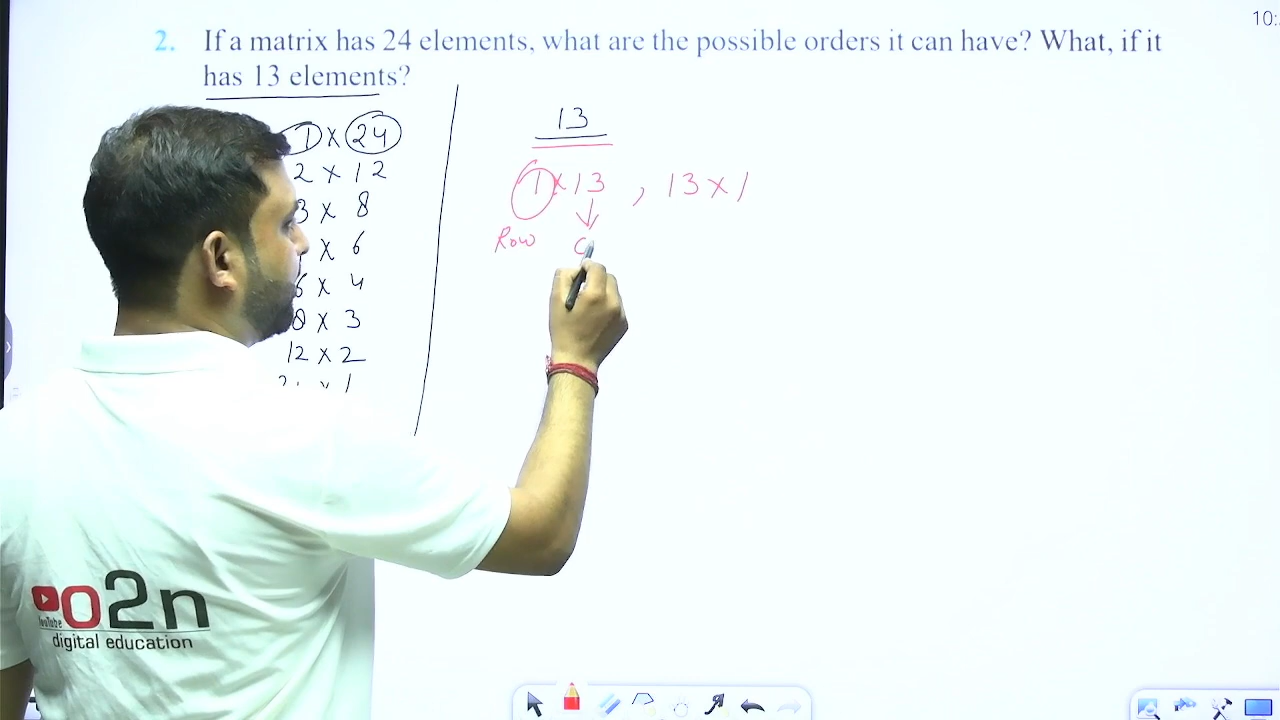 10:
2. If a matrix has 24 elements, what are the possible orders it can have? What, if it
has 13 elements?
1 × 24
2 × 12
3 × 8
× 6
6 × 4
8 × 3
12 × 2
× 1
13
1 × 13 , 13 × 1
Row C
YouTube o2n
digital education